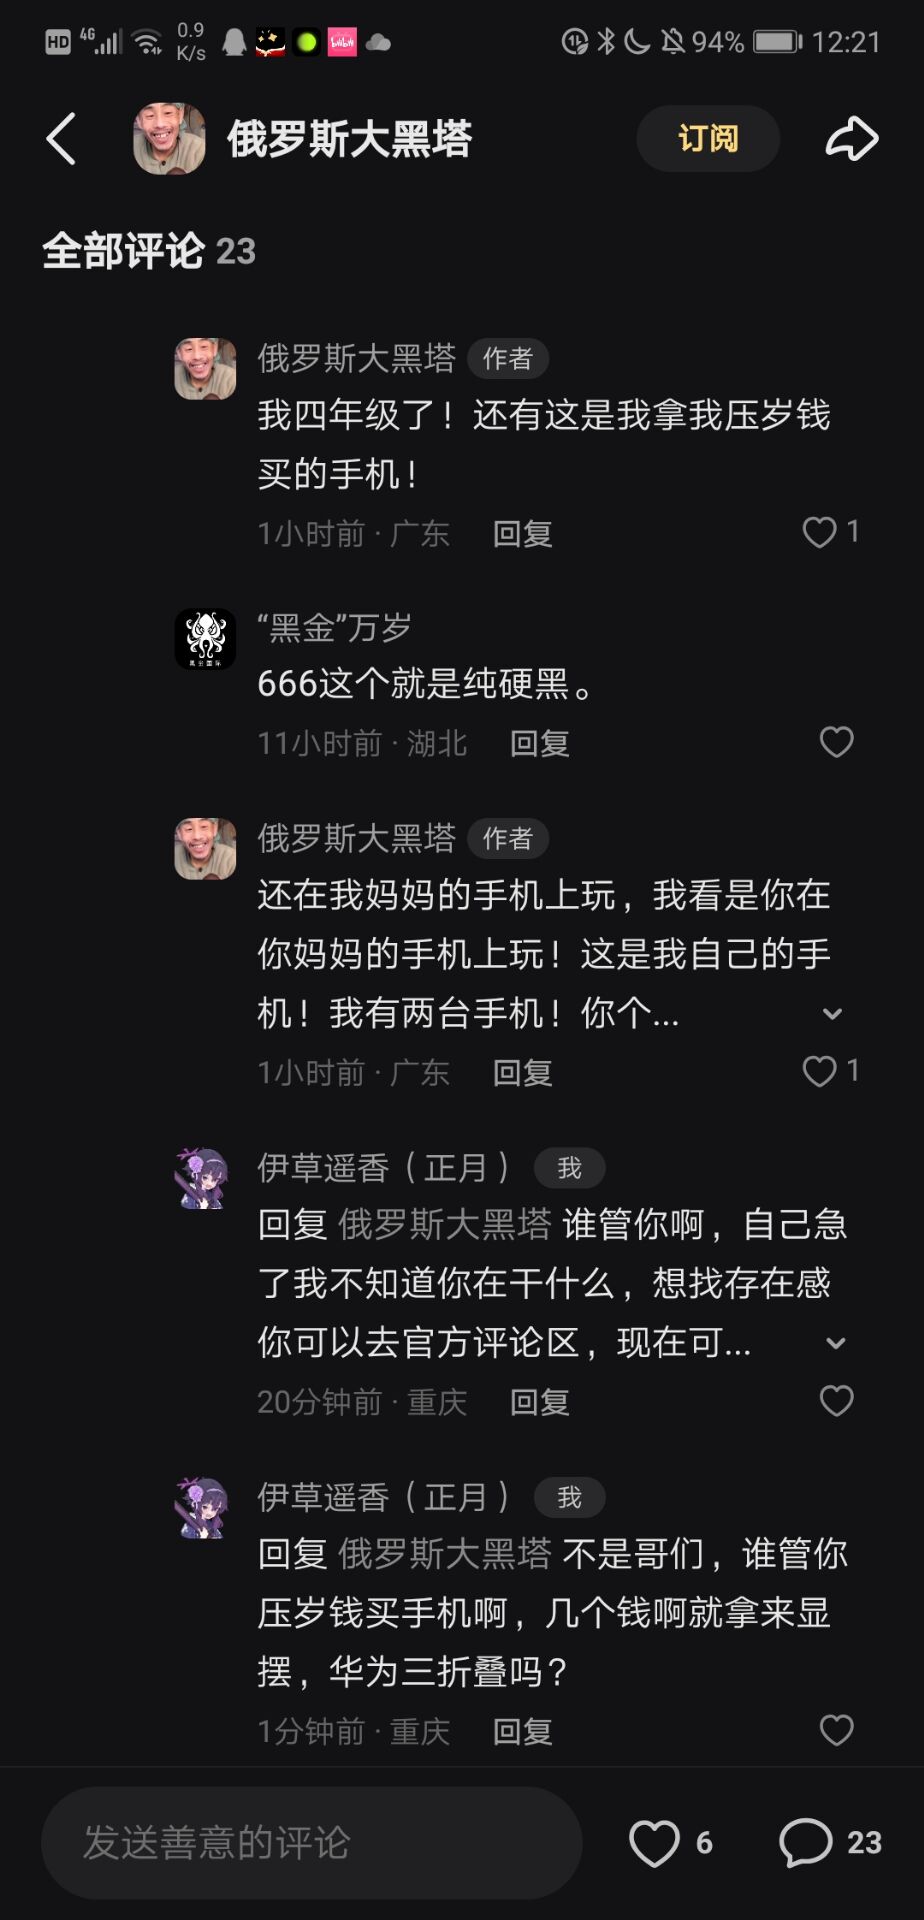 HD 4G 0.9 K/s bilibili 94% 12:21
俄罗斯大黑塔 订阅
全部评论 23
俄罗斯大黑塔 作者
我四年级了！还有这是我拿我压岁钱
买的手机！
1小时前 · 广东 回复 1
“黑金”万岁
黑金国际
666这个就是纯硬黑。
11小时前 · 湖北 回复
俄罗斯大黑塔 作者
还在我妈妈的手机上玩，我看是你在
你妈妈的手机上玩！这是我自己的手
机！我有两台手机！你个...
1小时前 · 广东 回复 1
伊草遥香（正月） 我
回复 俄罗斯大黑塔 谁管你啊，自己急
了我不知道你在干什么，想找存在感
你可以去官方评论区，现在可...
20分钟前 · 重庆 回复
伊草遥香（正月） 我
回复 俄罗斯大黑塔 不是哥们，谁管你
压岁钱买手机啊，几个钱啊就拿来显
摆，华为三折叠吗？
1分钟前 · 重庆 回复
发送善意的评论 6 23